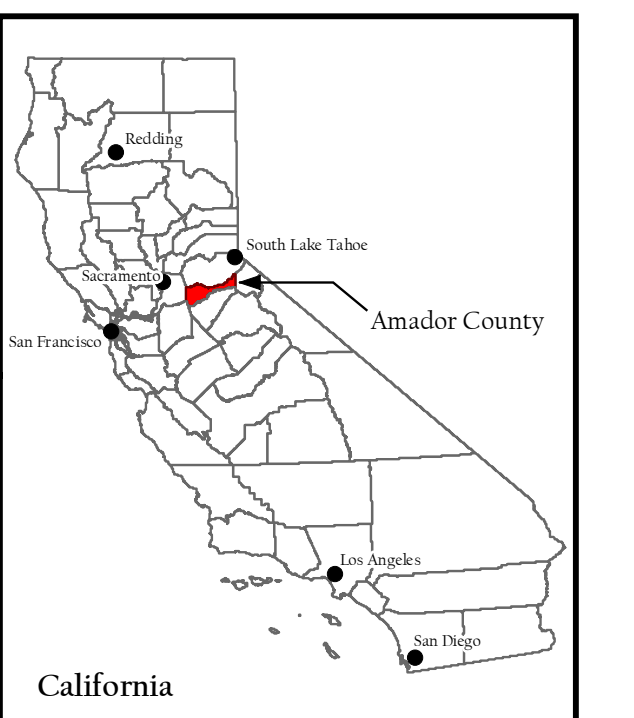 Redding
South Lake Tahoe
Sacramento
Amador County
San Francisco
Los Angeles
San Diego
California